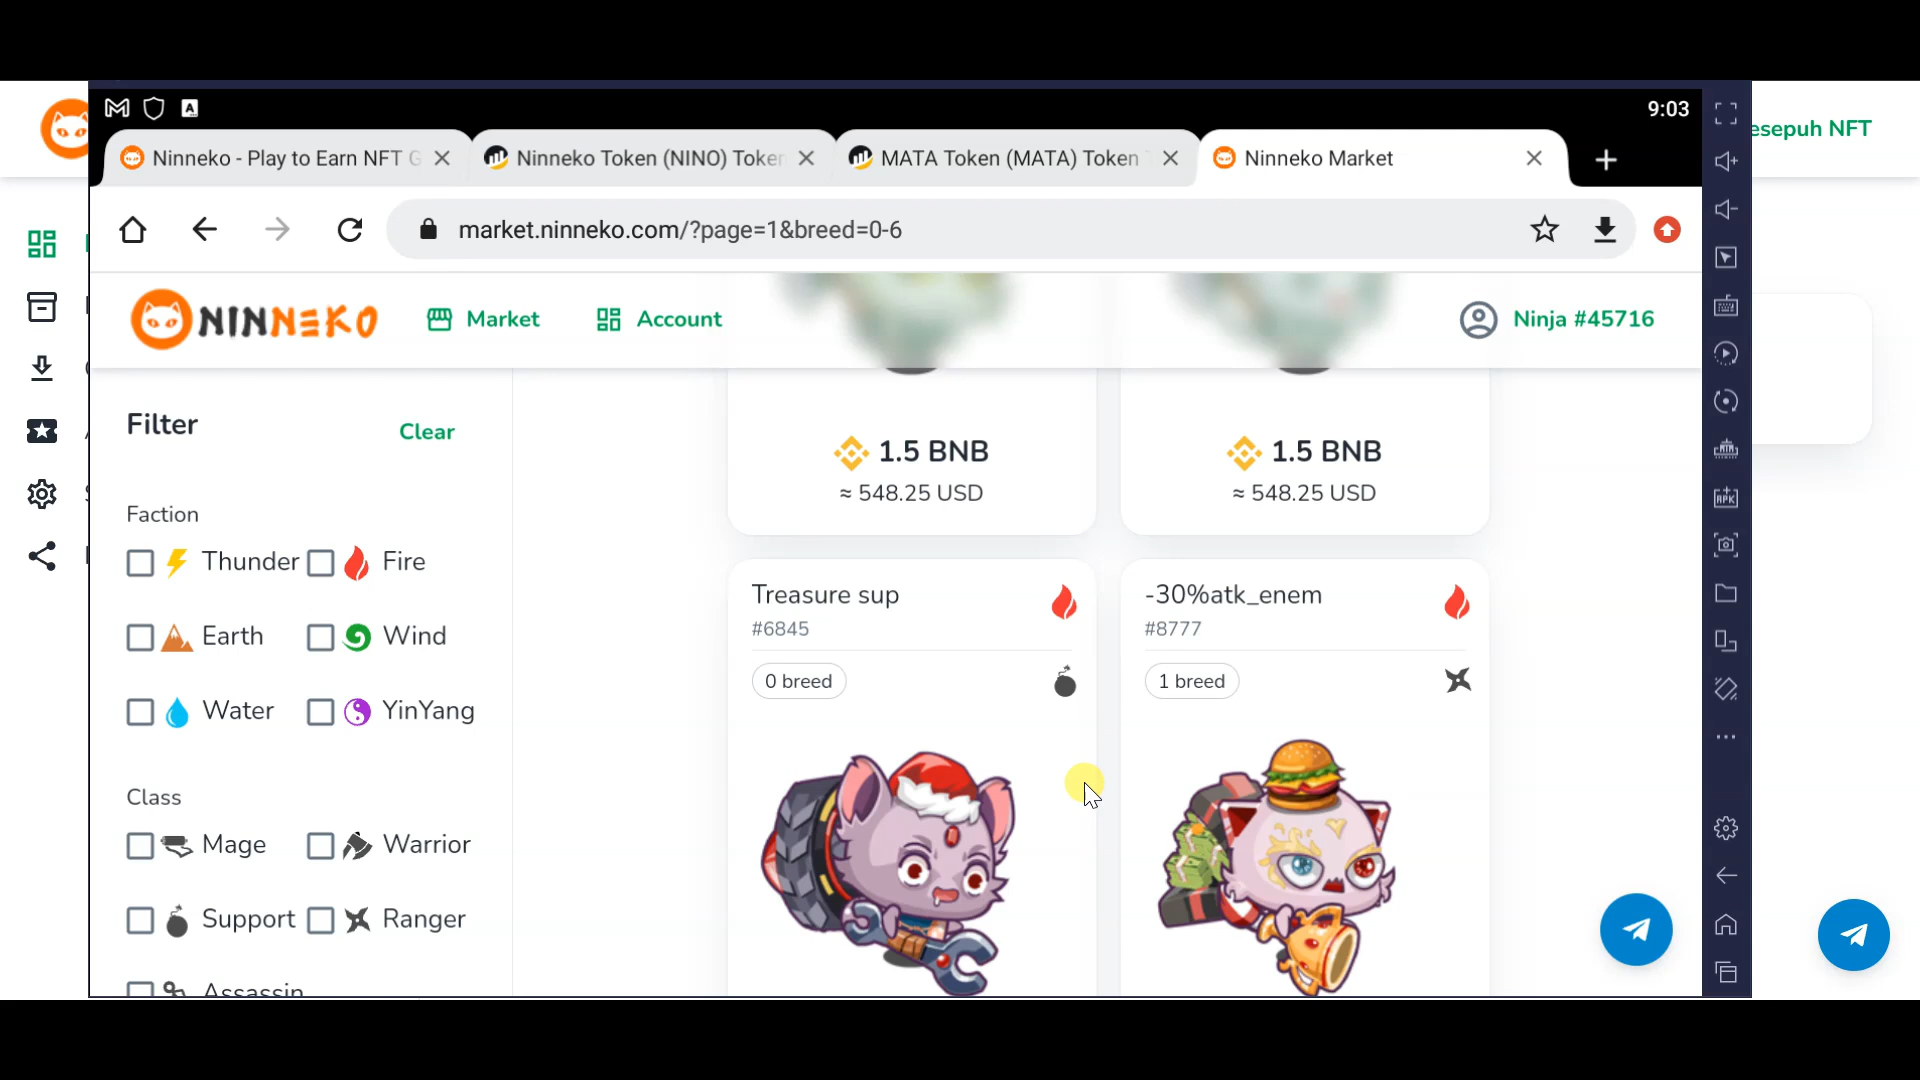 9:03
Ninneko - Play to Earn NFT G
Ninneko Token (NINO) Token
MATA Token (MATA) Token
Ninneko Market
esepuh NFT
market.ninneko.com/?page=1&breed=0-6
NINNEKO
Market
Account
Ninja #45716
Filter
Clear
Faction
Thunder
Fire
Earth
Wind
Water
YinYang
Class
Mage
Warrior
Support
Ranger
Assassin
1.5 BNB
≈ 548.25 USD
1.5 BNB
≈ 548.25 USD
Treasure sup
#6845
0 breed
-30%atk_enem
#8777
1 breed